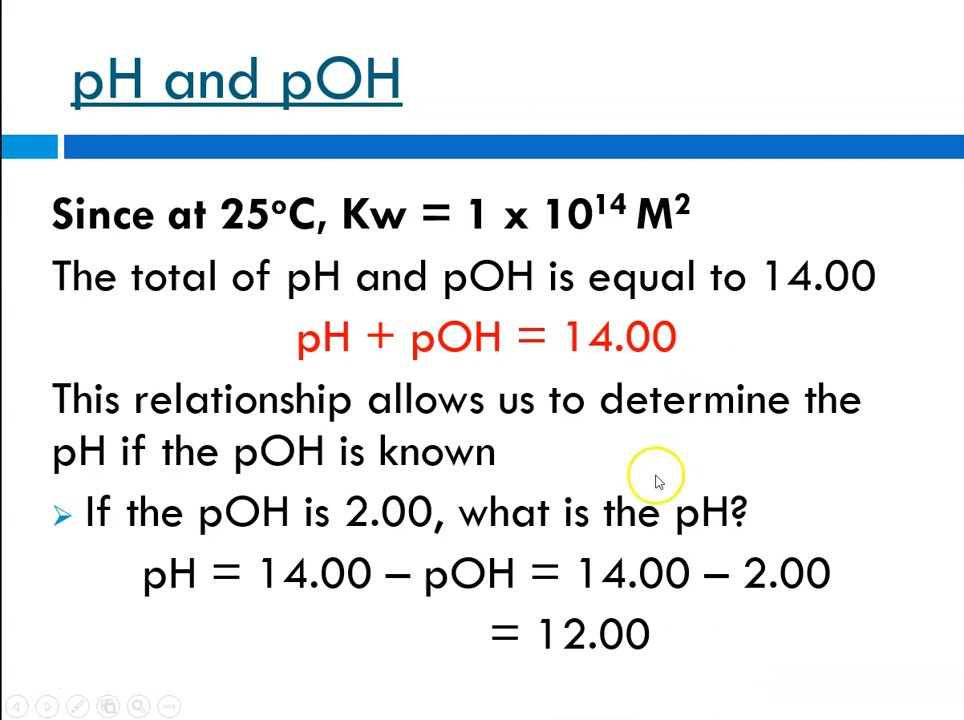 pH and pOH
Since at 25ᵒC, Kw = 1 x 10¹⁴ M²
The total of pH and pOH is equal to 14.00
pH + pOH = 14.00
This relationship allows us to determine the
pH if the pOH is known
➢ If the pOH is 2.00, what is the pH?
pH = 14.00 – pOH = 14.00 – 2.00
= 12.00